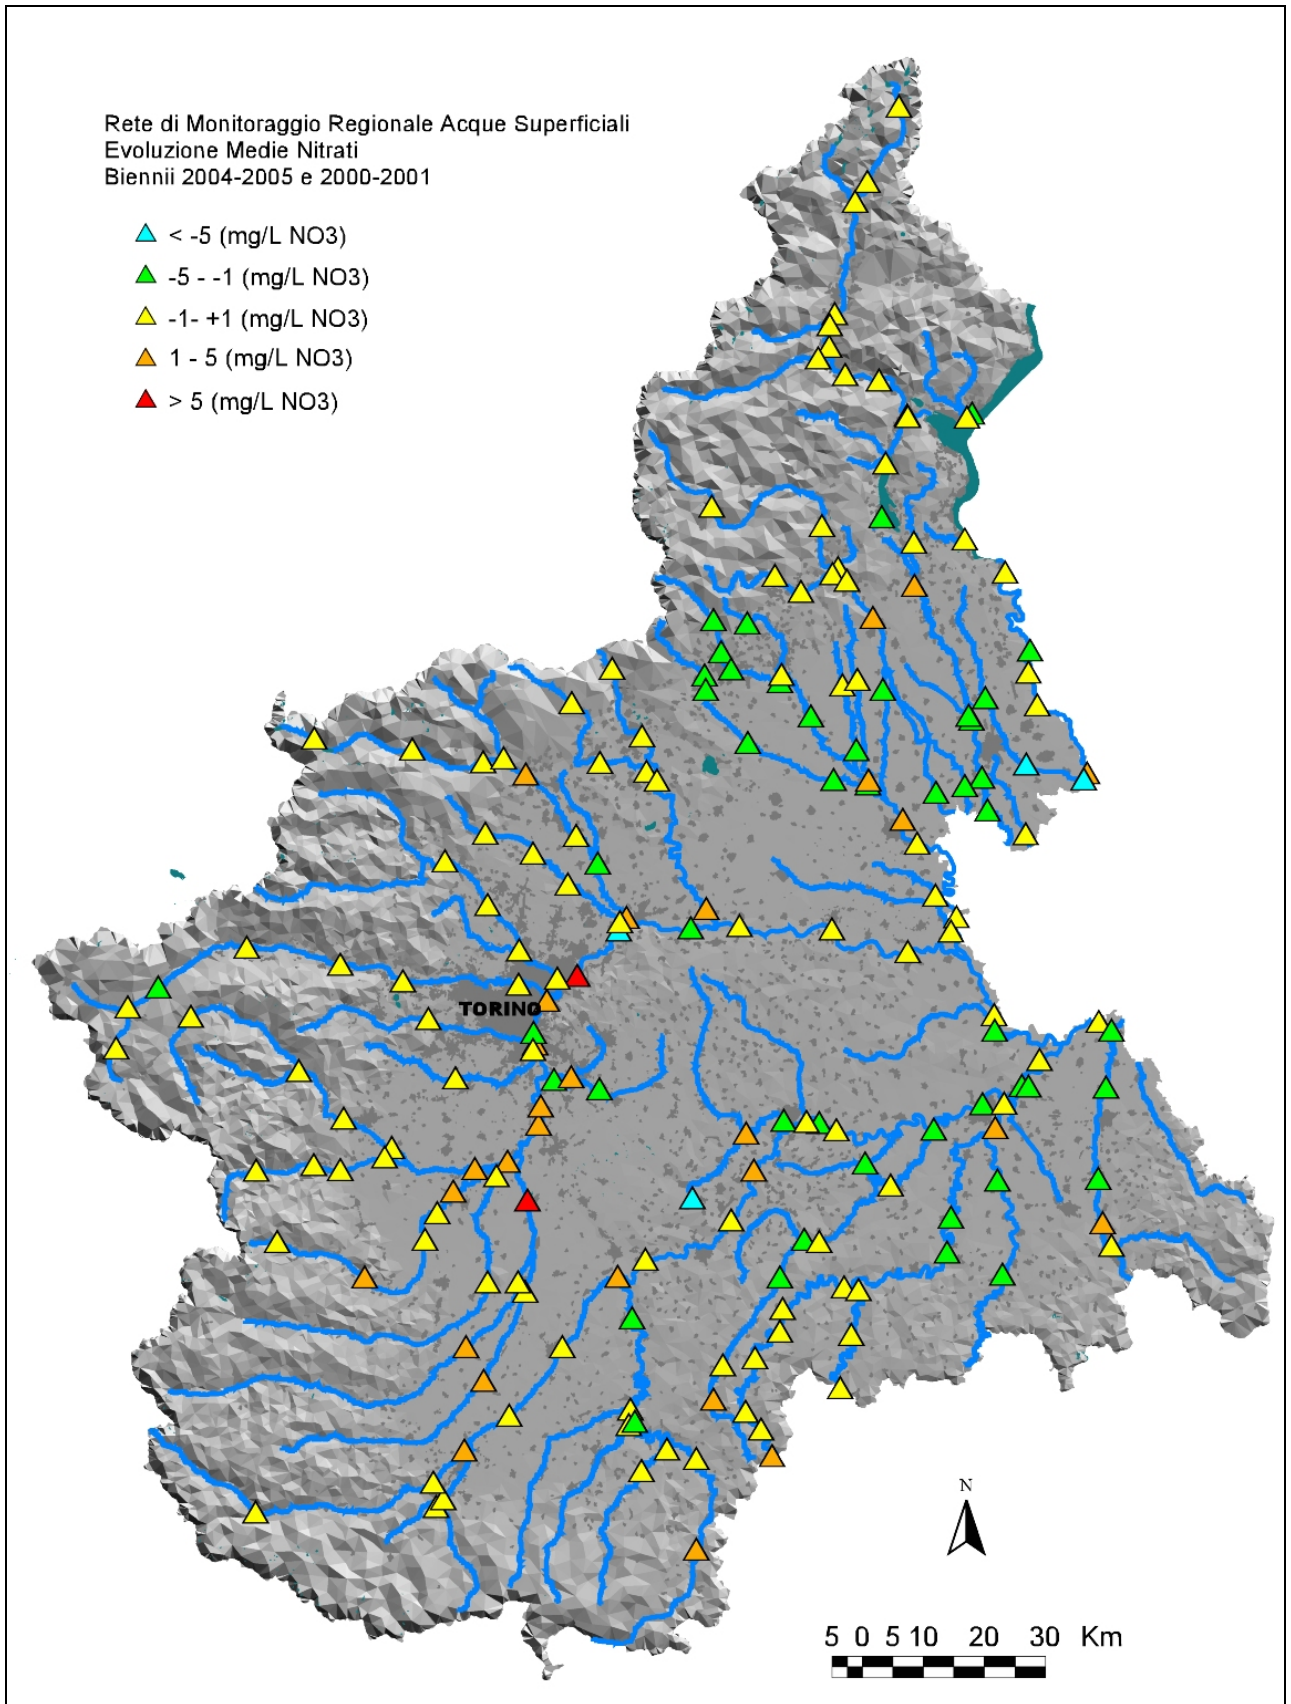 Rete di Monitoraggio Regionale Acque Superficiali
Evoluzione Medie Nitrati
Biennii 2004-2005 e 2000-2001
< -5 (mg/L NO3)
-5 - -1 (mg/L NO3)
-1- +1 (mg/L NO3)
1 - 5 (mg/L NO3)
> 5 (mg/L NO3)
TORINO
N
5 0 5 10 20 30 Km